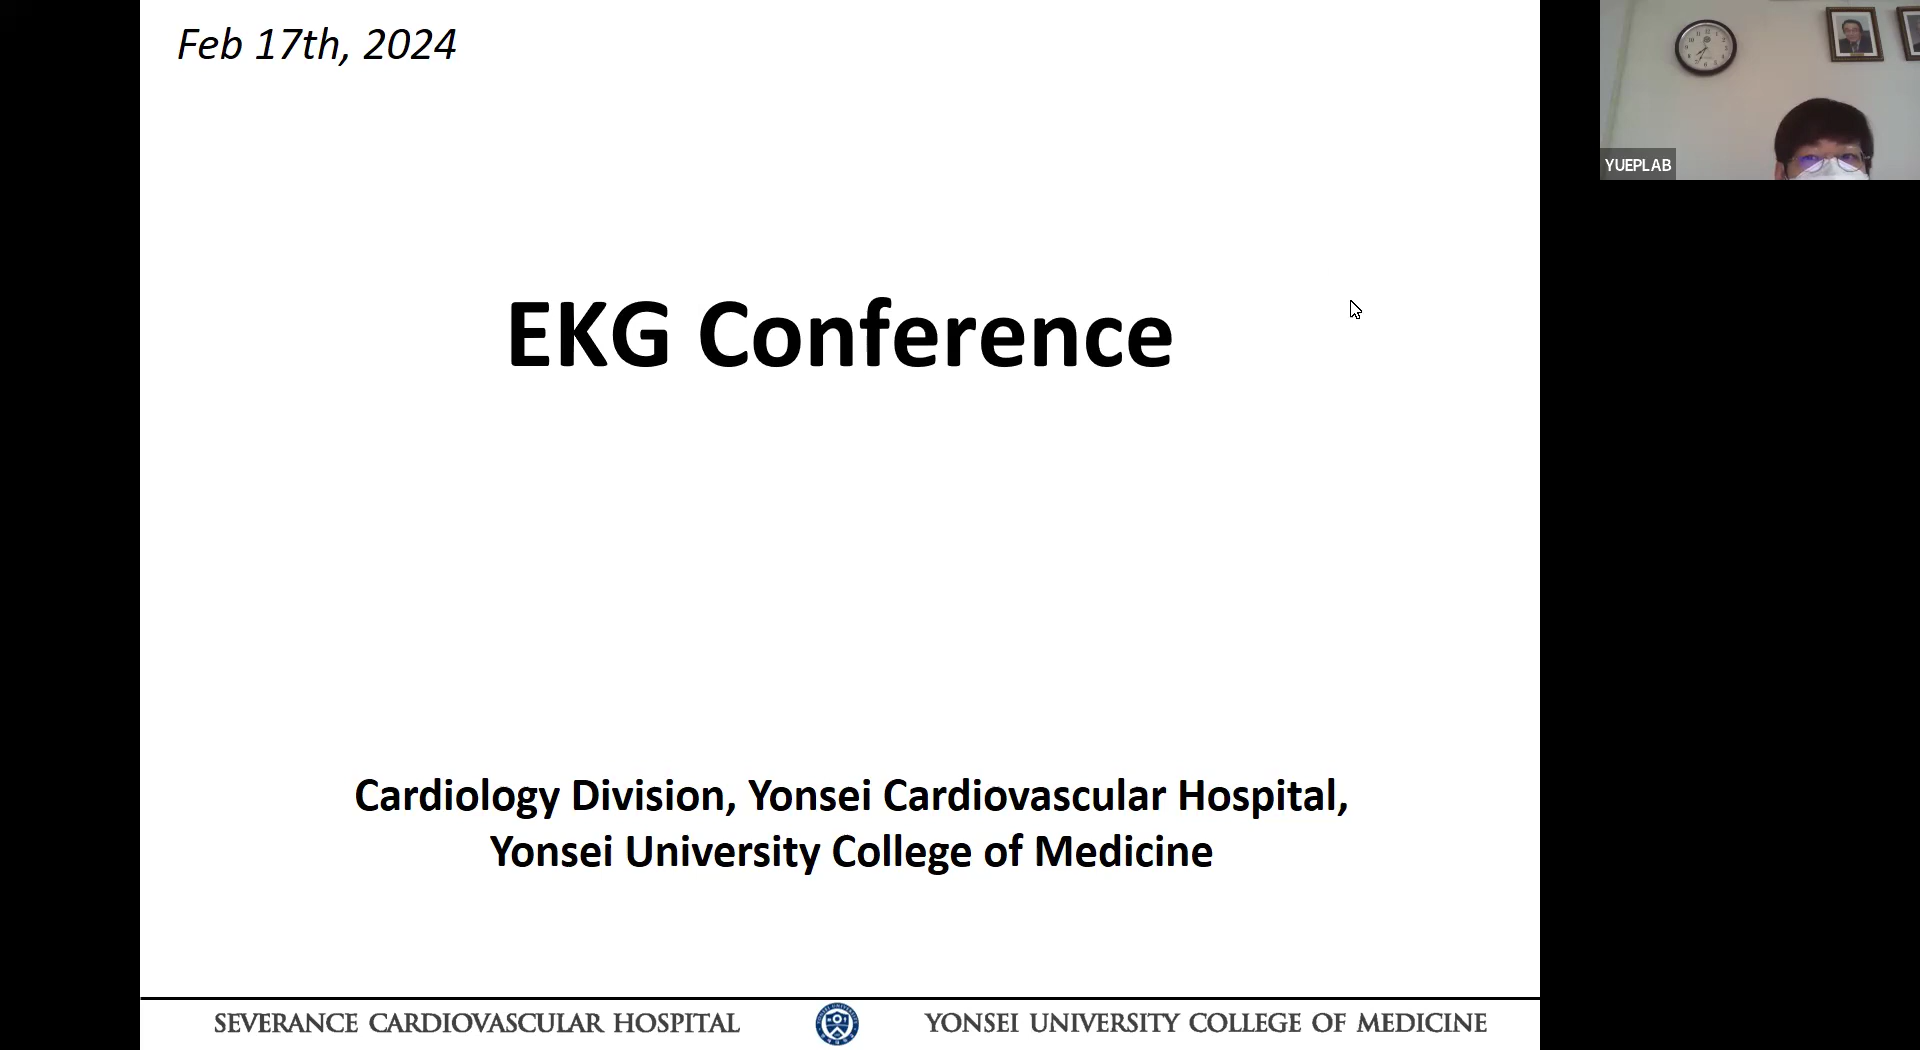 Feb 17th, 2024
YUEPLAB
EKG Conference
Cardiology Division, Yonsei Cardiovascular Hospital,
Yonsei University College of Medicine
SEVERANCE CARDIOVASCULAR HOSPITAL
YONSEI UNIVERSITY COLLEGE OF MEDICINE